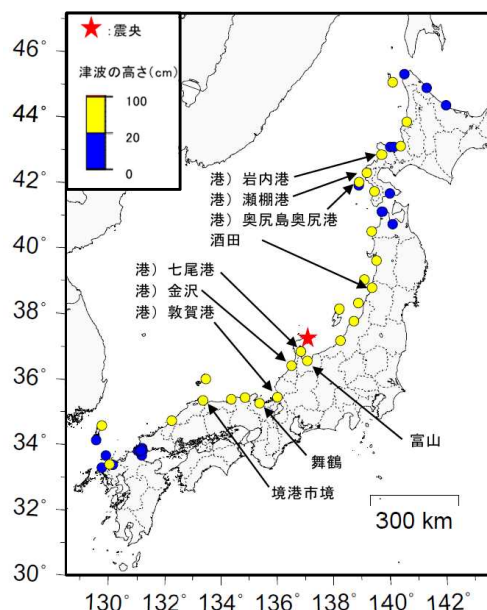 ★:震央
津波の高さ(cm)
100
20
0
港）岩内港
港）瀬棚港
港）奥尻島奥尻港
酒田
港）七尾港
港）金沢
港）敦賀港
富山
舞鶴
境港市境
300 km
46°
44°
42°
40°
38°
36°
34°
32°
30°
130°
132°
134°
136°
138°
140°
142°